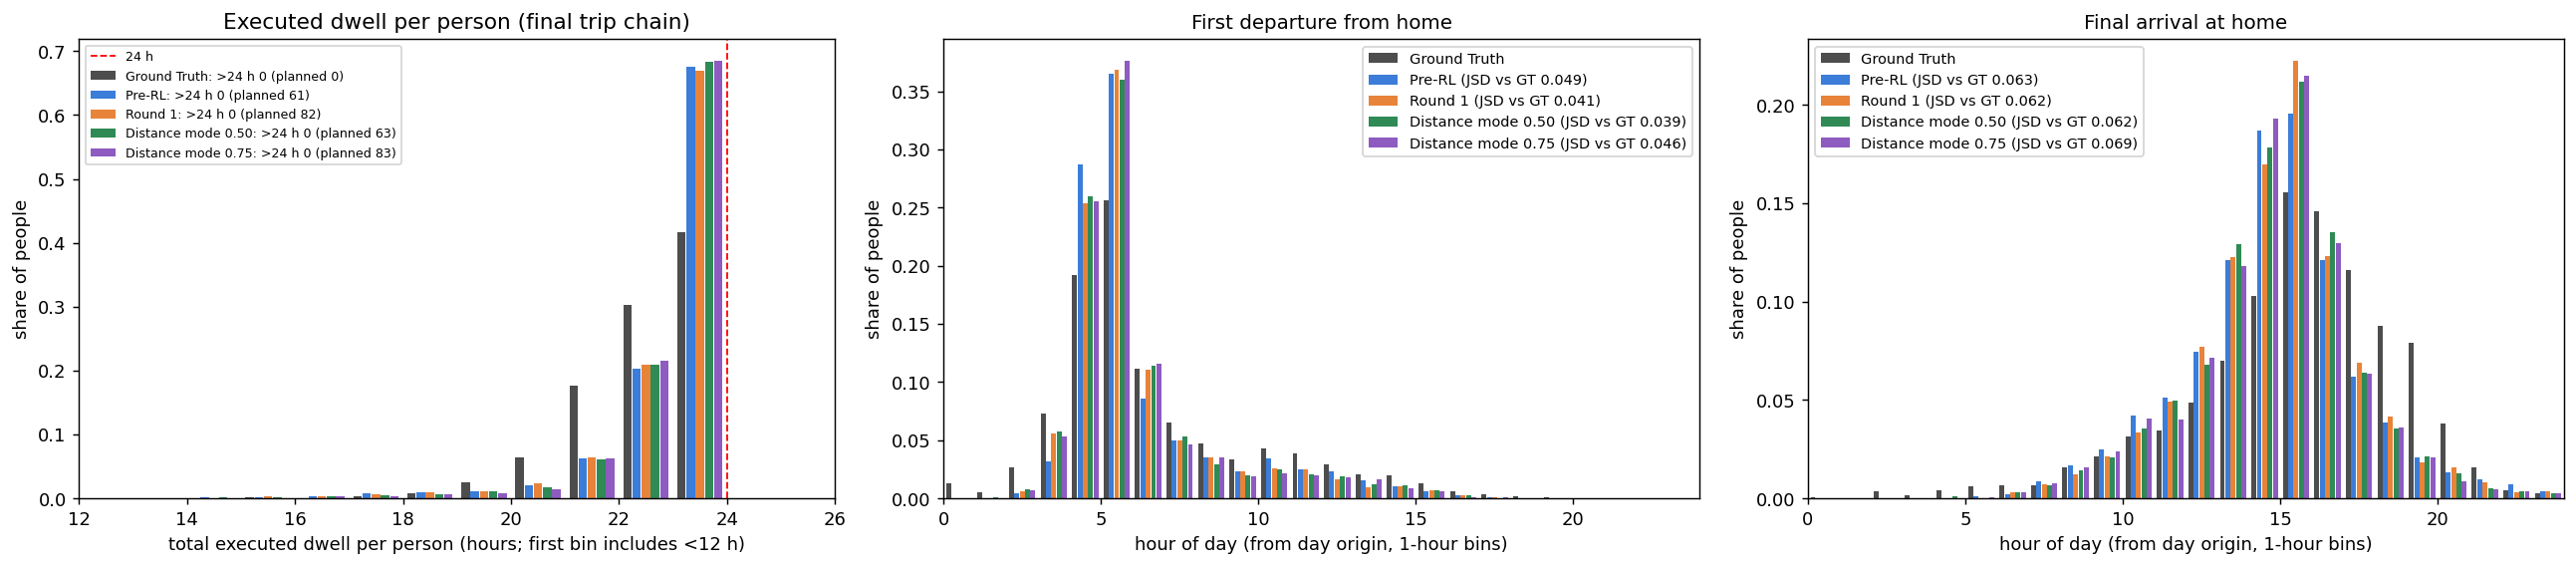 Executed dwell per person (final trip chain)
share of people
0.7
0.6
0.5
0.4
0.3
0.2
0.1
0.0
24 h
Ground Truth: >24 h 0 (planned 0)
Pre-RL: >24 h 0 (planned 61)
Round 1: >24 h 0 (planned 82)
Distance mode 0.50: >24 h 0 (planned 63)
Distance mode 0.75: >24 h 0 (planned 83)
12 14 16 18 20 22 24 26
total executed dwell per person (hours; first bin includes <12 h)
First departure from home
share of people
0.35
0.30
0.25
0.20
0.15
0.10
0.05
0.00
Ground Truth
Pre-RL (JSD vs GT 0.049)
Round 1 (JSD vs GT 0.041)
Distance mode 0.50 (JSD vs GT 0.039)
Distance mode 0.75 (JSD vs GT 0.046)
0 5 10 15 20
hour of day (from day origin, 1-hour bins)
Final arrival at home
share of people
0.20
0.15
0.10
0.05
0.00
Ground Truth
Pre-RL (JSD vs GT 0.063)
Round 1 (JSD vs GT 0.062)
Distance mode 0.50 (JSD vs GT 0.062)
Distance mode 0.75 (JSD vs GT 0.069)
0 5 10 15 20
hour of day (from day origin, 1-hour bins)